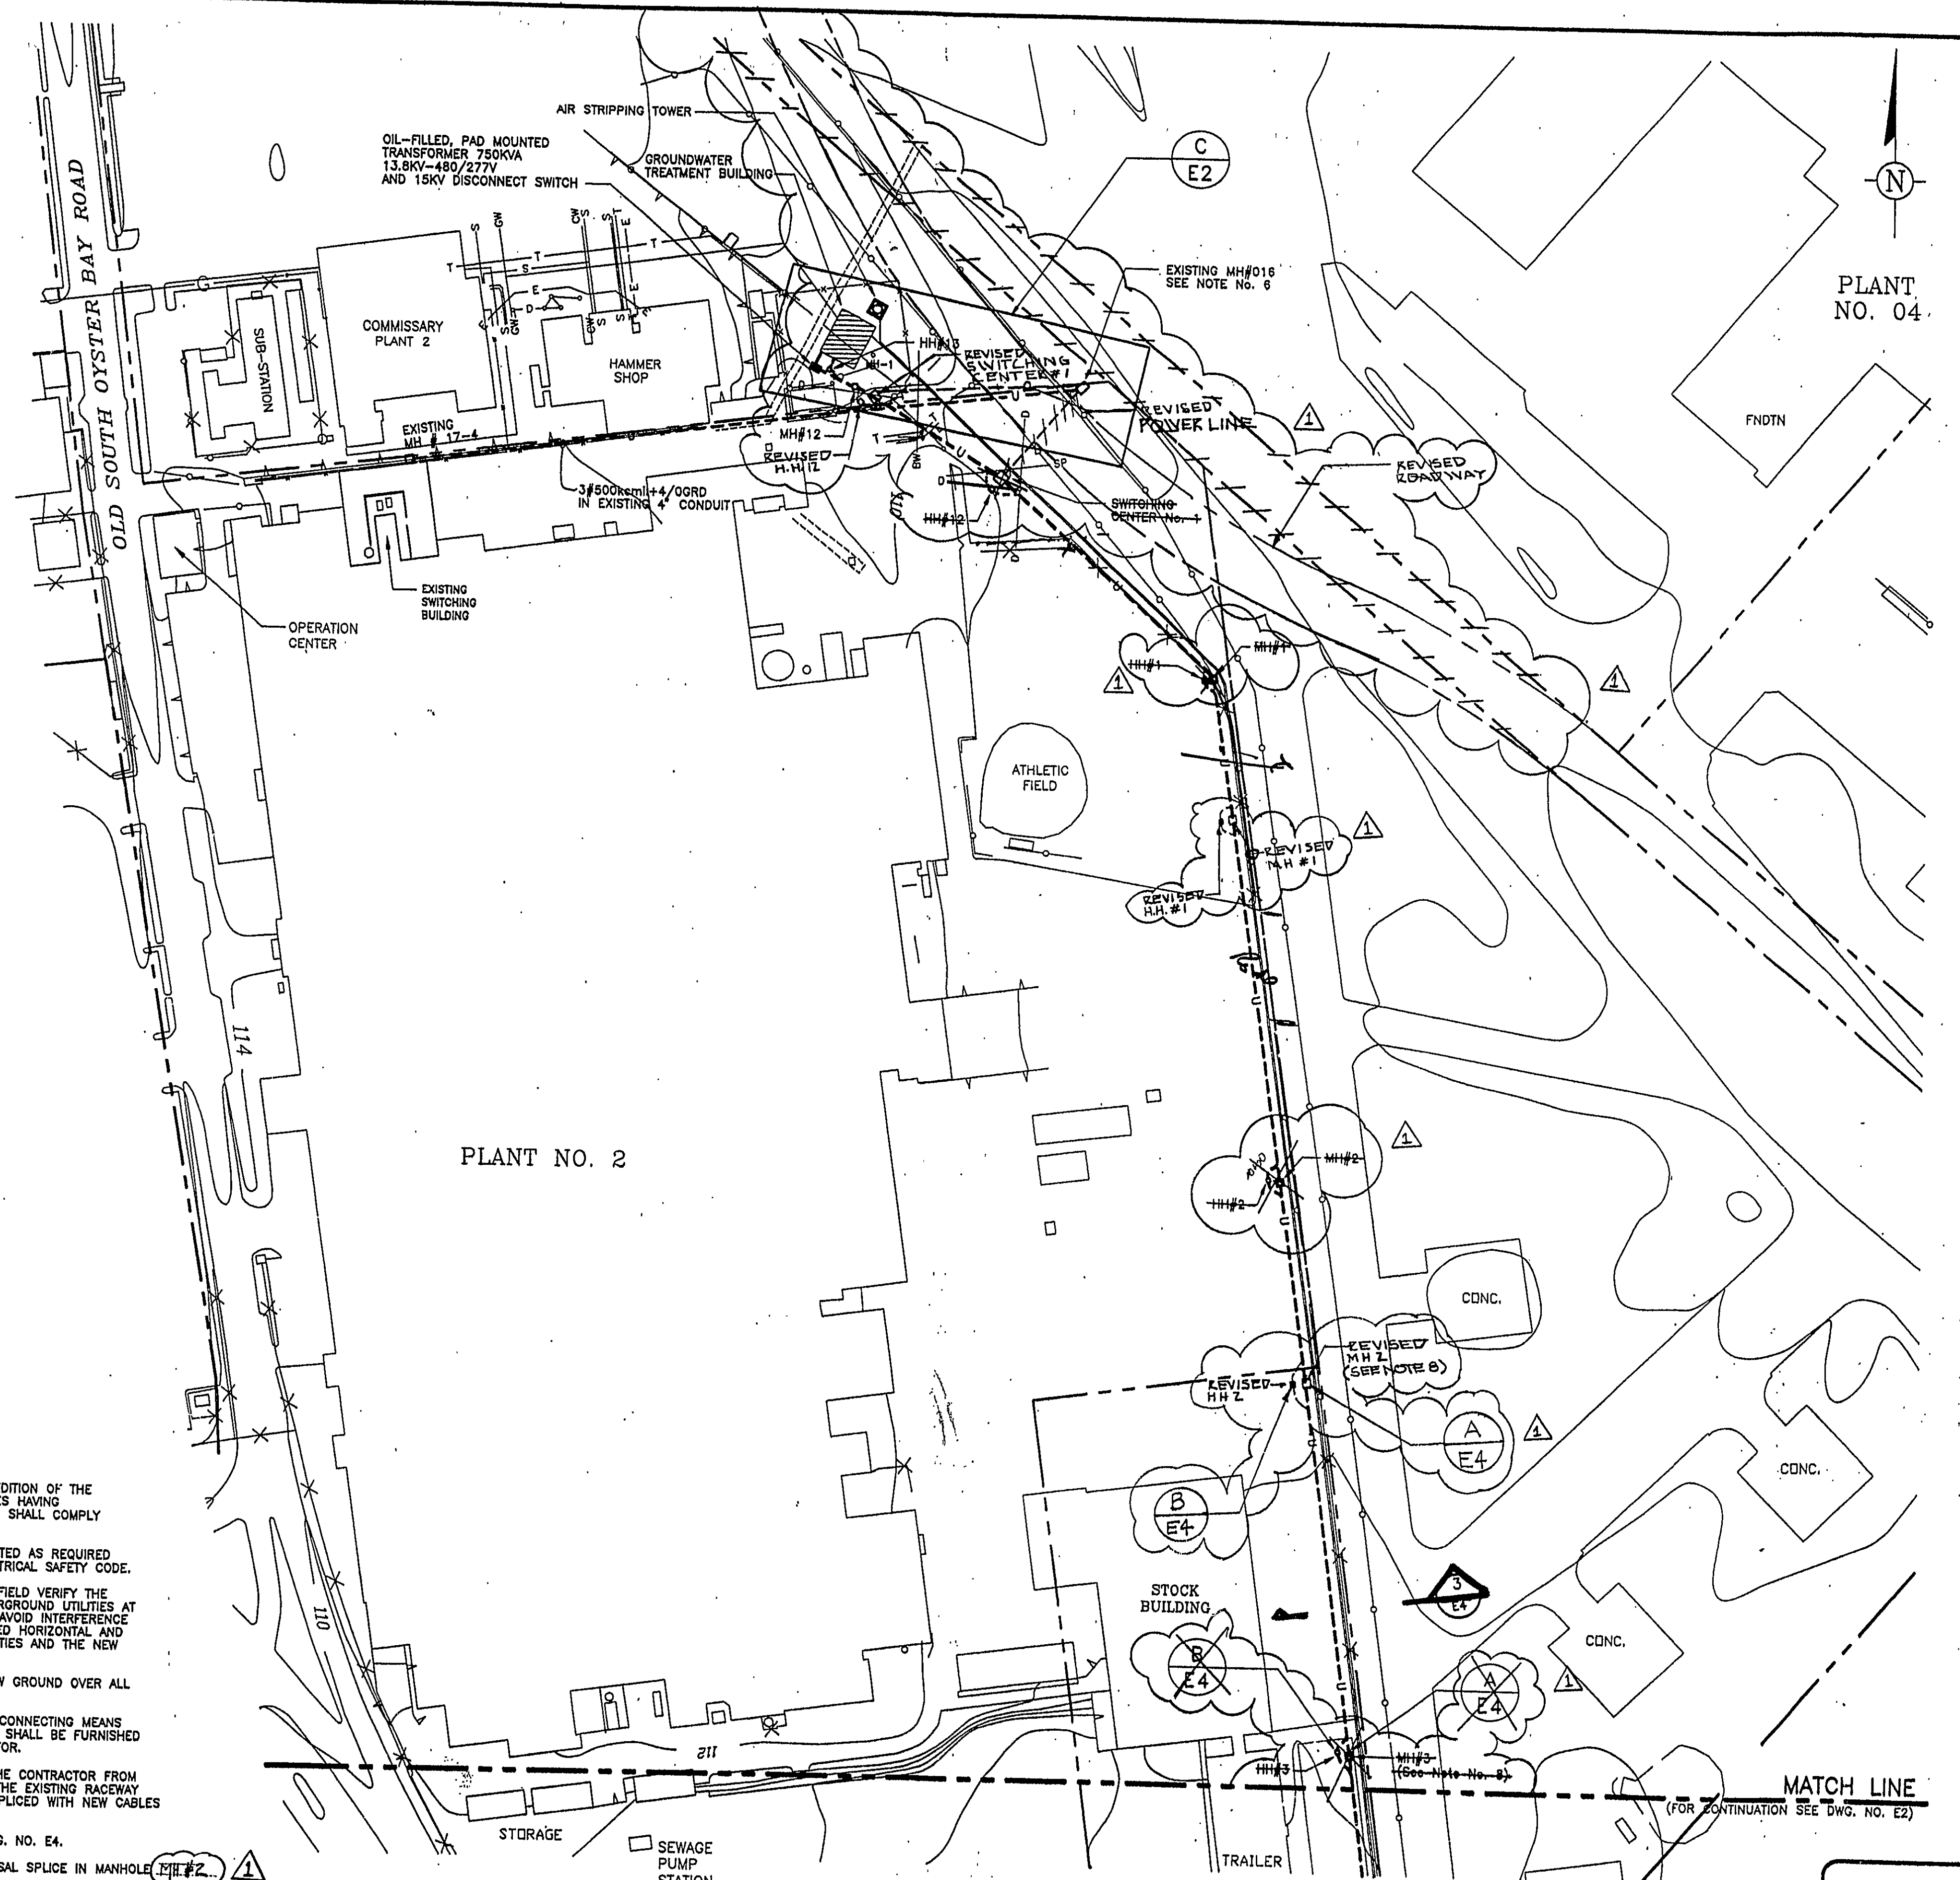 AIR STRIPPING TOWER
OIL-FILLED, PAD MOUNTED
TRANSFORMER 750KVA
13.8KV-480/277V
AND 15KV DISCONNECT SWITCH
GROUNDWATER
TREATMENT BUILDING
C
E2
N
EXISTING MH#016
SEE NOTE No. 6
PLANT
NO. 04
OLD SOUTH OYSTER BAY ROAD
G
SUB-STATION
COMMISSARY
PLANT 2
HAMMER
SHOP
S
GW
S
S
T
E
T
T
T
S
E
D
HH#13
MH-1
REVISED
SWITCHING
CENTER #1
REVISED
POWER LINE
1
FNDTN
REVISED
ROADWAY
EXISTING
MH # 17-4
MH#12
REVISED
H.H. 12
3#500kcmil+4/0GRD
IN EXISTING 4" CONDUIT
SP
D
BW
HH#12
110
SWITCHING
CENTER No. 1
EXISTING
SWITCHING
BUILDING
OPERATION
CENTER
HH#1
MH#1
1
1
ATHLETIC
FIELD
REVISED
M.H #1
1
REVISED
H.H. #1
114
PLANT NO. 2
MH#2
HH#2
1
CONC.
REVISED
MH 2
(SEE NOTE 8)
REVISED
HH 2
A
E4
1
B
E4
CONC.
DITION OF THE
S HAVING
SHALL COMPLY
TED AS REQUIRED
TRICAL SAFETY CODE.
FIELD VERIFY THE
RGROUND UTILITIES AT
AVOID INTERFERENCE
ED HORIZONTAL AND
TIES AND THE NEW
W GROUND OVER ALL
CONNECTING MEANS
SHALL BE FURNISHED
TOR.
HE CONTRACTOR FROM
THE EXISTING RACEWAY
PLICED WITH NEW CABLES
G. NO. E4.
SAL SPLICE IN MANHOLE MH#2
1
110
STOCK
BUILDING
3
E4
CONC.
B
E4
A
E4
1
112
HH#3
MH#3
(See Note No. 8)
MATCH LINE
(FOR CONTINUATION SEE DWG. NO. E2)
STORAGE
SEWAGE
PUMP
STATION
TRAILER